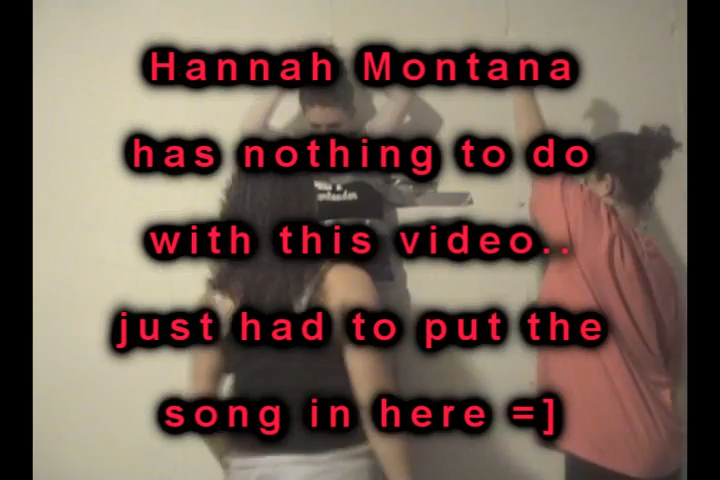 Hannah Montana
has nothing to do
with this video..
just had to put the
song in here =]